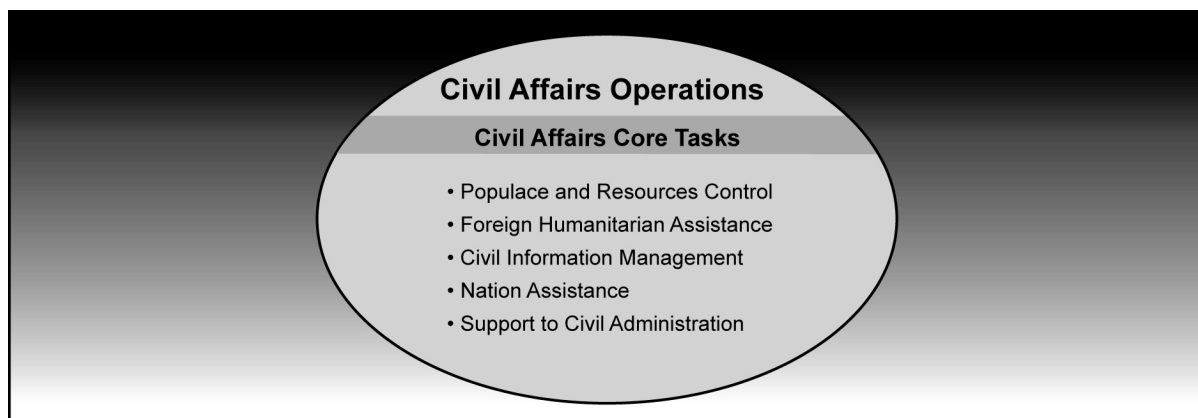 Civil Affairs Operations
Civil Affairs Core Tasks
• Populace and Resources Control
• Foreign Humanitarian Assistance
• Civil Information Management
• Nation Assistance
• Support to Civil Administration